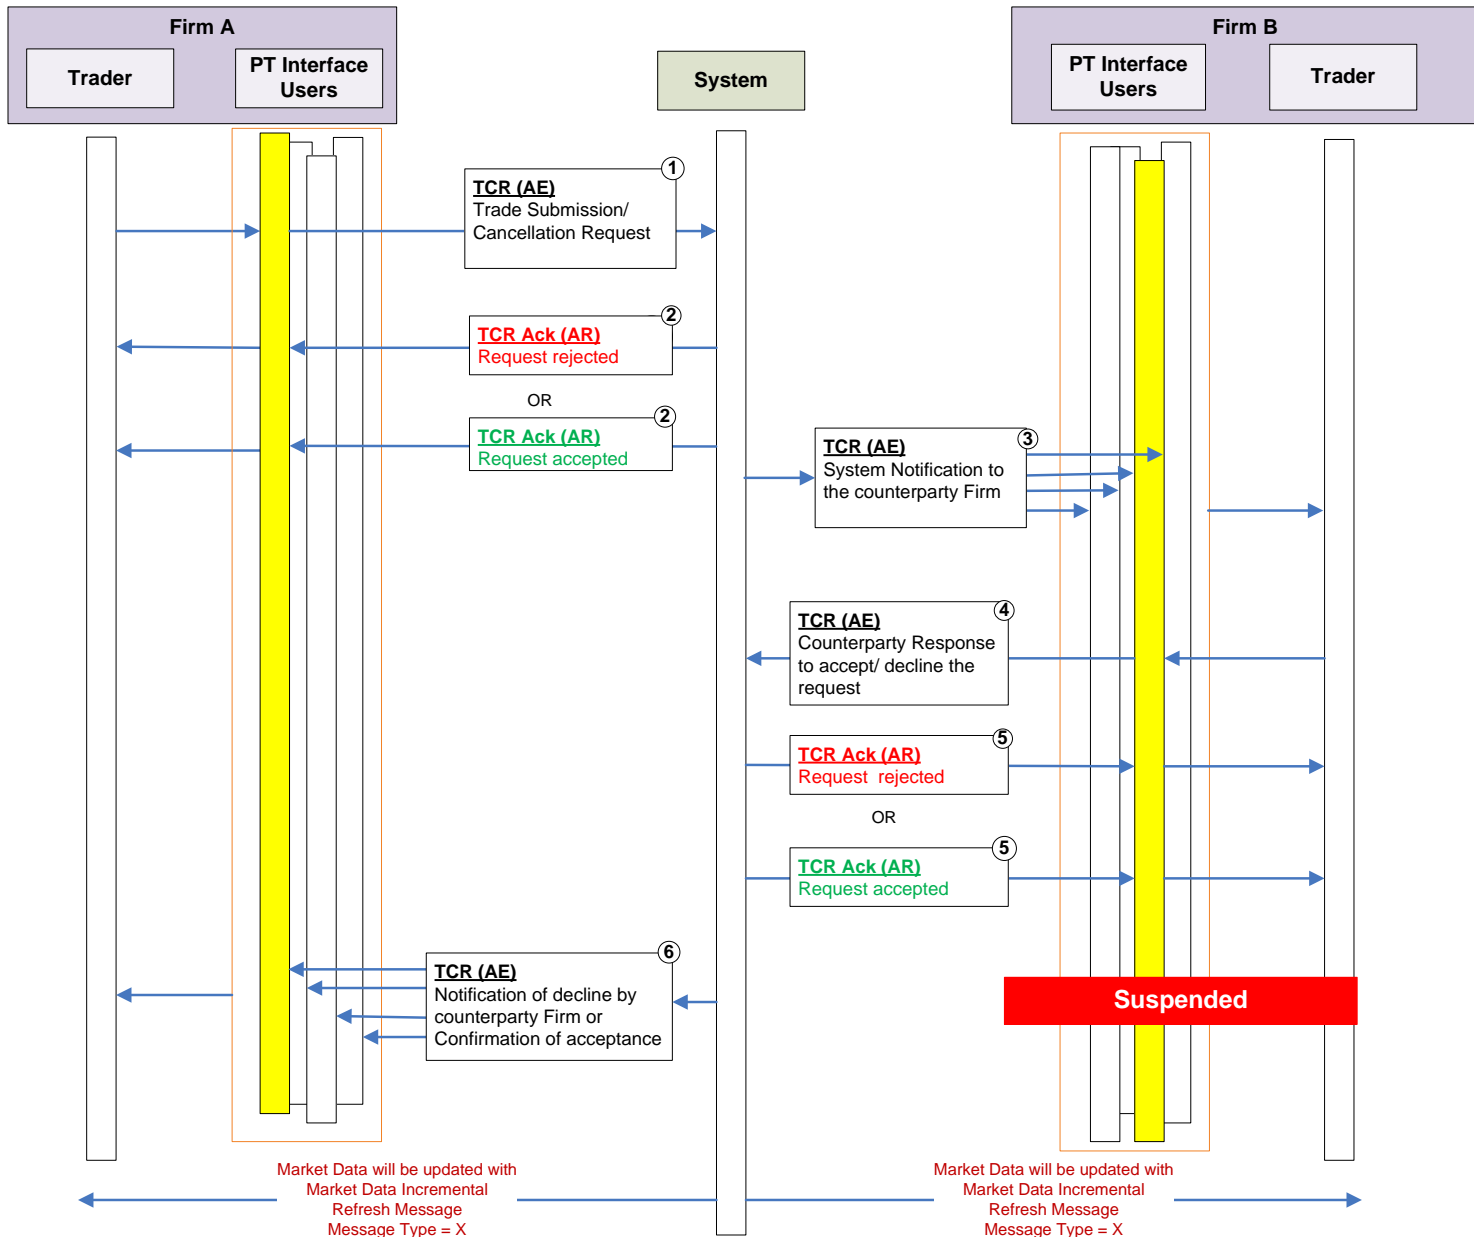 Firm A
Firm B
Trader
PT Interface
Users
System
PT Interface
Users
Trader
1
TCR (AE)
Trade Submission/
Cancellation Request
2
TCR Ack (AR)
Request rejected
OR
2
TCR Ack (AR)
Request accepted
3
TCR (AE)
System Notification to
the counterparty Firm
4
TCR (AE)
Counterparty Response
to accept/ decline the
request
5
TCR Ack (AR)
Request  rejected
OR
5
TCR Ack (AR)
Request accepted
6
TCR (AE)
Notification of decline by
counterparty Firm or
Confirmation of acceptance
Suspended
Market Data will be updated with
Market Data Incremental
Refresh Message
Message Type = X
Market Data will be updated with
Market Data Incremental
Refresh Message
Message Type = X